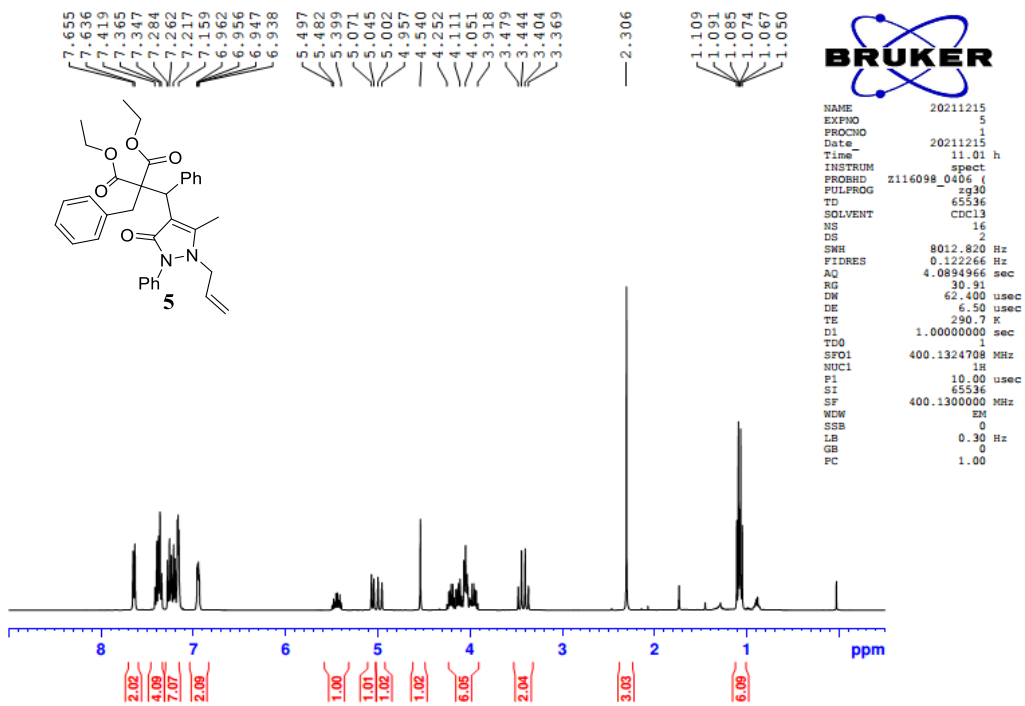 7.655
7.636
7.419
7.365
7.347
7.284
7.262
7.217
7.159
6.962
6.956
6.947
6.938
5.497
5.482
5.399
5.071
5.045
5.002
4.957
4.540
4.252
4.111
4.051
3.918
3.479
3.444
3.404
3.369
2.306
1.109
1.091
1.085
1.074
1.067
1.050
BRUKER
NAME 20211215
EXPNO 5
PROCNO 1
Date_ 20211215
Time 11.01 h
INSTRUM spect
PROBHD Z116098_0406 (
PULPROG zg30
TD 65536
SOLVENT CDCl3
NS 16
DS 2
SWH 8012.820 Hz
FIDRES 0.122266 Hz
AQ 4.0894966 sec
RG 30.91
DW 62.400 usec
DE 6.50 usec
TE 290.7 K
D1 1.00000000 sec
TD0 1
SFO1 400.1324708 MHz
NUC1 1H
P1 10.00 usec
SI 65536
SF 400.1300000 MHz
WDW EM
SSB 0
LB 0.30 Hz
GB 0
PC 1.00
O
O
O
O
Ph
O
N
N
Ph
5
8 7 6 5 4 3 2 1 ppm
2.02
4.09
7.07
2.09
1.00
1.01
1.02
1.02
6.05
2.04
3.03
6.09